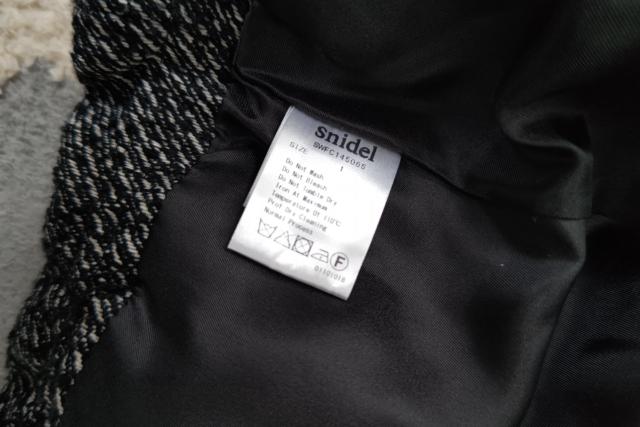 snidel
SWFC145065
SIZE 1
Do Not Wash
Do Not Bleach
Do Not Tumble Dry
Iron At Maximum
Temperature Of 110°C
Prof Dry Cleaning
Normal Process
F
01101018